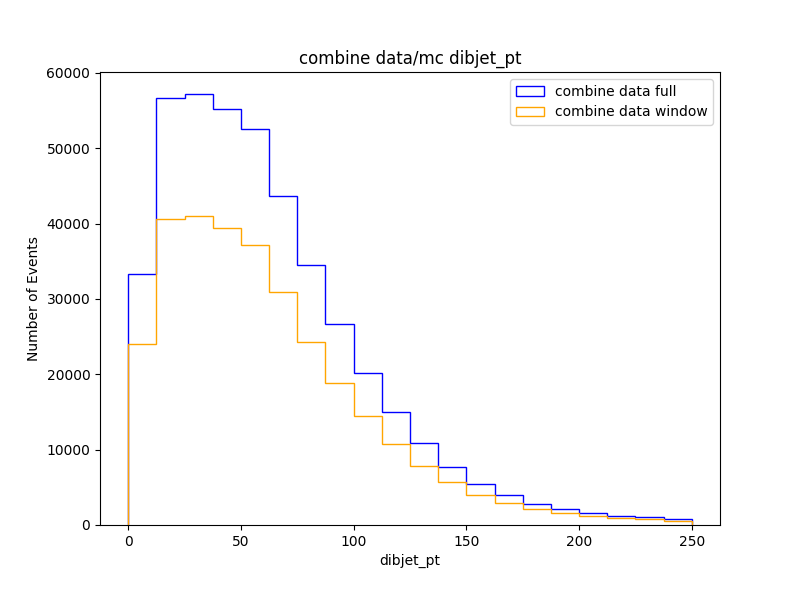 combine data/mc dibjet_pt
combine data full
combine data window
Number of Events
60000
50000
40000
30000
20000
10000
0
0
50
100
150
200
250
dibjet_pt